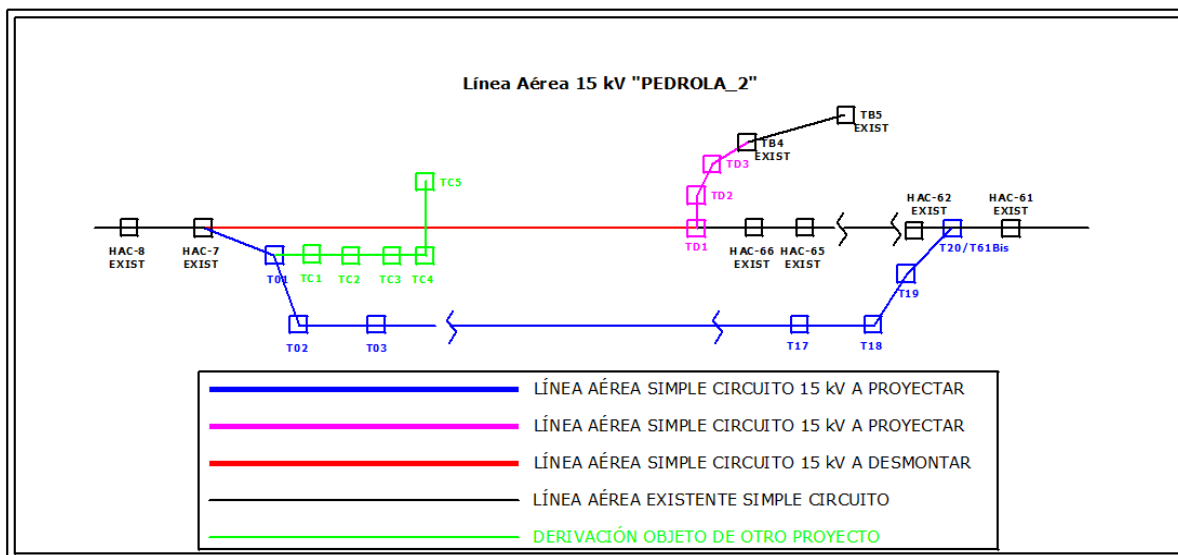 Línea Aérea 15 kV "PEDROLA_2"
TB5
EXIST
TB4
EXIST
TD3
TC5
TD2
HAC-62
EXIST
HAC-61
EXIST
HAC-8
EXIST
HAC-7
EXIST
T01
TC1
TC2
TC3
TC4
TD1
HAC-66
EXIST
HAC-65
EXIST
T20/T61Bis
T19
T02
T03
T17
T18
LÍNEA AÉREA SIMPLE CIRCUITO 15 kV A PROYECTAR
LÍNEA AÉREA SIMPLE CIRCUITO 15 kV A PROYECTAR
LÍNEA AÉREA SIMPLE CIRCUITO 15 kV A DESMONTAR
LÍNEA AÉREA EXISTENTE SIMPLE CIRCUITO
DERIVACIÓN OBJETO DE OTRO PROYECTO